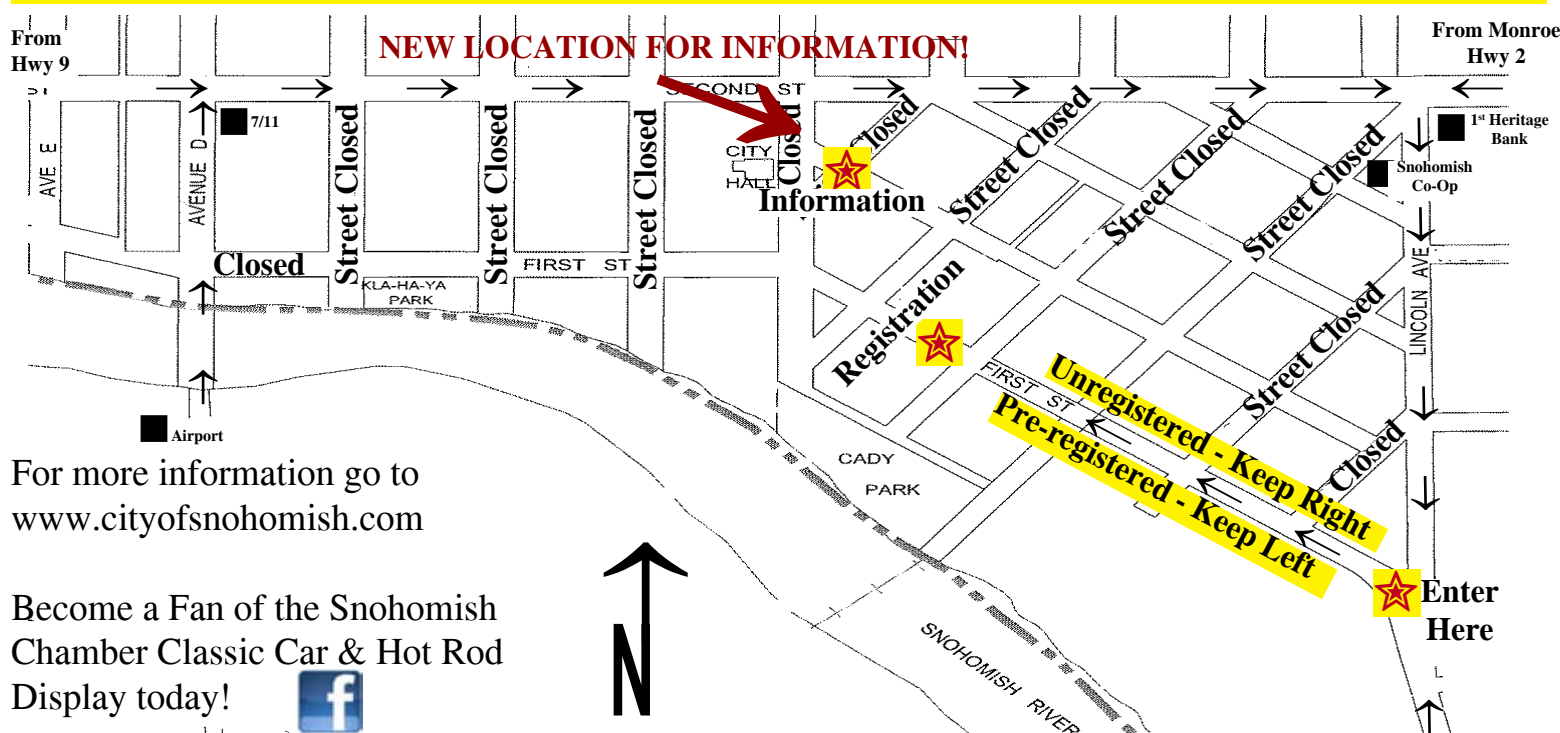 From
Hwy 9
NEW LOCATION FOR INFORMATION!
From Monroe
Hwy 2
SECOND ST
7/11
1st Heritage
Bank
AVE E
AVENUE D
Street Closed
Street Closed
Street Closed
Closed
Closed
CITY
HALL
Information
Street Closed
Street Closed
Street Closed
Snohomish
Co-Op
Closed
FIRST ST
KLA-HA-YA
PARK
Registration
LINCOLN AVE
Street Closed
FIRST ST
Unregistered - Keep Right
Pre-registered - Keep Left
Closed
Airport
CADY
PARK
For more information go to
www.cityofsnohomish.com
Become a Fan of the Snohomish
Chamber Classic Car & Hot Rod
Display today!
f
N
Enter
Here
SNOHOMISH RIVER